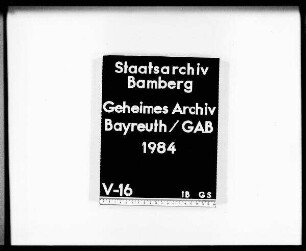 Staatsarchiv
Bamberg
Geheimes Archiv
Bayreuth / GAB
1984
V-16 18 GS